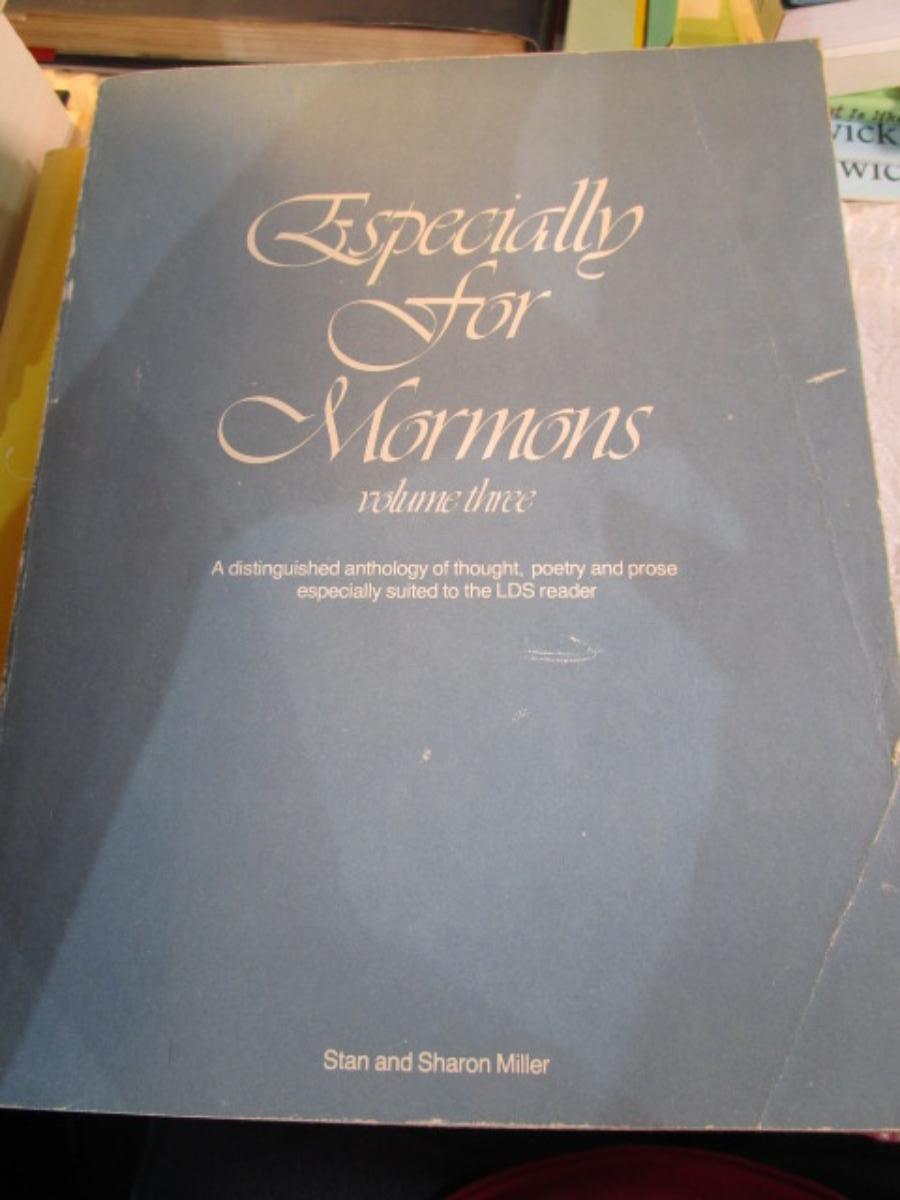 Especially
for
Mormons
volume three
A distinguished anthology of thought, poetry and prose
especially suited to the LDS reader
Stan and Sharon Miller